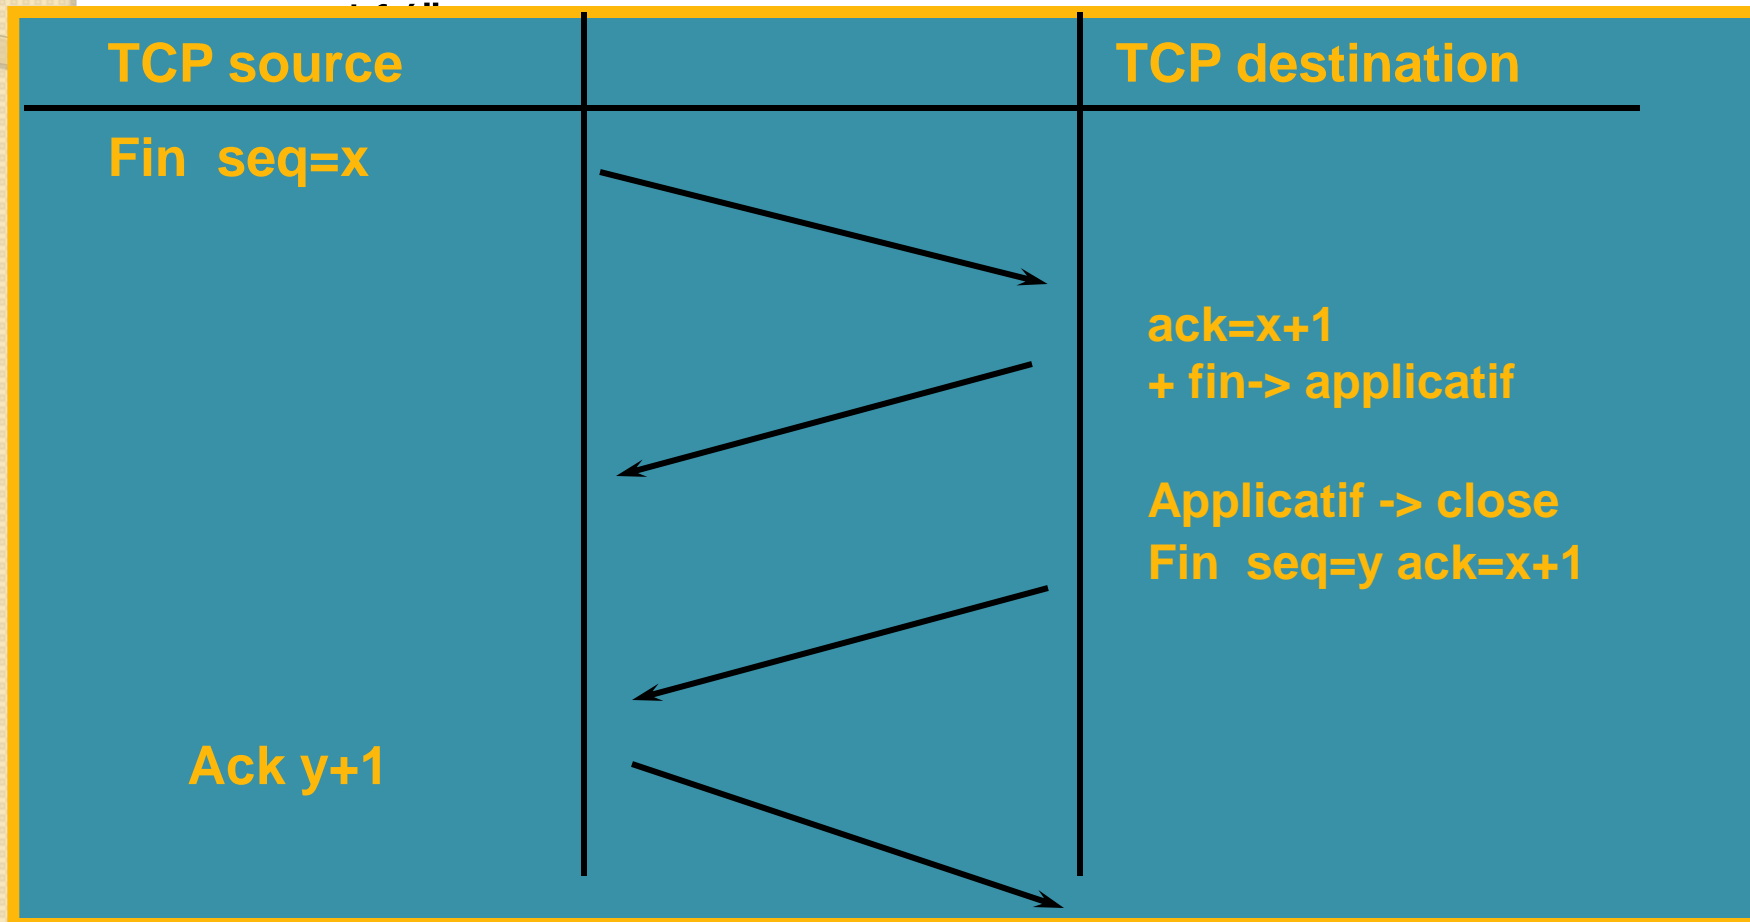 TCP source
TCP destination
Fin seq=x
ack=x+1
+ fin-> applicatif
Applicatif -> close
Fin seq=y ack=x+1
Ack y+1